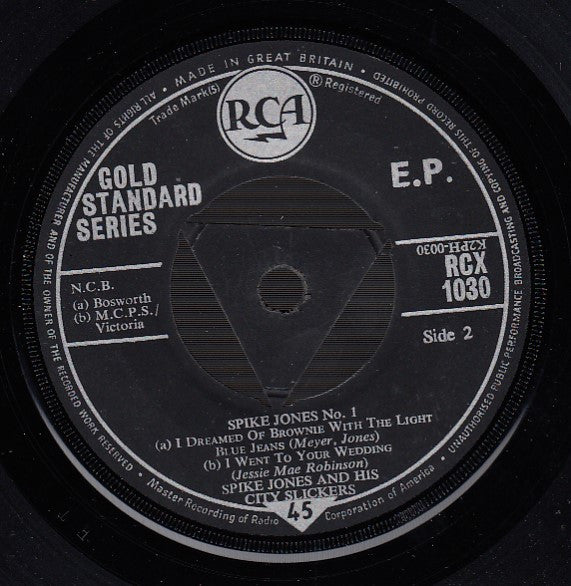 MADE IN GREAT BRITAIN
ALL RIGHTS OF THE MANUFACTURER AND OF THE OWNER OF THE RECORDED WORK RESERVED
UNAUTHORISED PUBLIC PERFORMANCE, BROADCASTING AND COPYING OF THIS RECORD PROHIBITED
Trade Mark(s)
® Registered
RCA
GOLD
STANDARD
SERIES
E.P.
K2PH-0030
RCX
1030
N.C.B.
(a) Bosworth
(b) M.C.P.S./
Victoria
Side 2
SPIKE JONES No. 1
(a) I DREAMED OF BROWNIE WITH THE LIGHT
BLUE JEANS (Meyer, Jones)
(b) I WENT TO YOUR WEDDING
(Jessie Mae Robinson)
SPIKE JONES AND HIS
CITY SLICKERS
Master Recording of Radio Corporation of America.
45